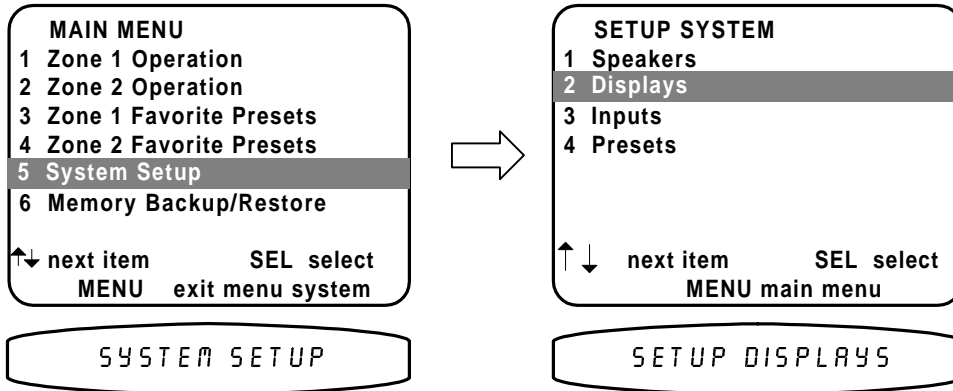 MAIN MENU
1 Zone 1 Operation
2 Zone 2 Operation
3 Zone 1 Favorite Presets
4 Zone 2 Favorite Presets
5 System Setup
6 Memory Backup/Restore
↑↓ next item SEL select
MENU exit menu system
SYSTEM SETUP
SETUP SYSTEM
1 Speakers
2 Displays
3 Inputs
4 Presets
↑ ↓ next item SEL select
MENU main menu
SETUP DISPLAYS